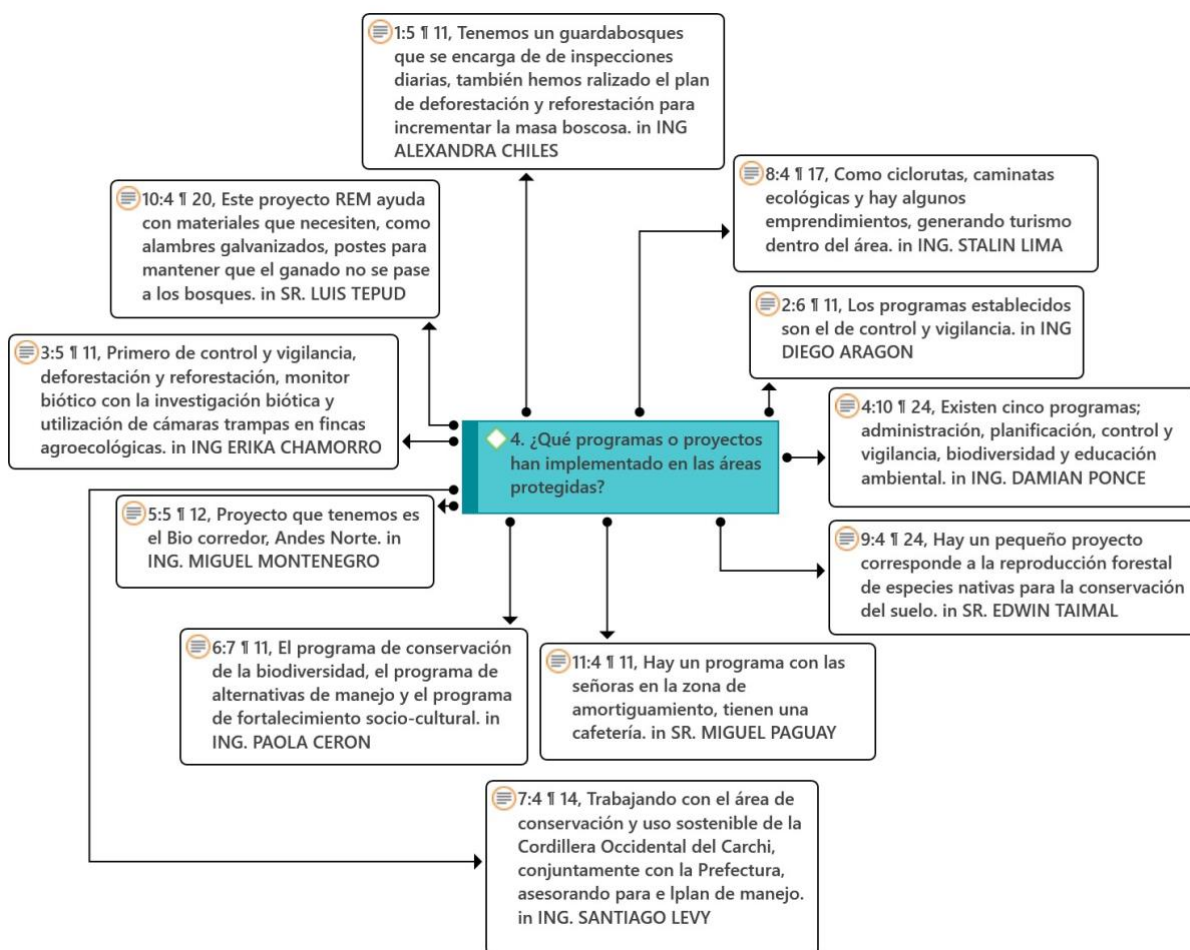 1:5 ¶ 11, Tenemos un guardabosques
que se encarga de de inspecciones
diarias, también hemos ralizado el plan
de deforestación y reforestación para
incrementar la masa boscosa. in ING
ALEXANDRA CHILES
8:4 ¶ 17, Como ciclorutas, caminatas
ecológicas y hay algunos
emprendimientos, generando turismo
dentro del área. in ING. STALIN LIMA
10:4 ¶ 20, Este proyecto REM ayuda
con materiales que necesiten, como
alambres galvanizados, postes para
mantener que el ganado no se pase
a los bosques. in SR. LUIS TEPUD
2:6 ¶ 11, Los programas establecidos
son el de control y vigilancia. in ING
DIEGO ARAGON
3:5 ¶ 11, Primero de control y vigilancia,
deforestación y reforestación, monitor
biótico con la investigación biótica y
utilización de cámaras trampas en fincas
agroecológicas. in ING ERIKA CHAMORRO
4. ¿Qué programas o proyectos
han implementado en las áreas
protegidas?
4:10 ¶ 24, Existen cinco programas;
administración, planificación, control y
vigilancia, biodiversidad y educación
ambiental. in ING. DAMIAN PONCE
5:5 ¶ 12, Proyecto que tenemos es
el Bio corredor, Andes Norte. in
ING. MIGUEL MONTENEGRO
9:4 ¶ 24, Hay un pequeño proyecto
corresponde a la reproducción forestal
de especies nativas para la conservación
del suelo. in SR. EDWIN TAIMAL
6:7 ¶ 11, El programa de conservación
de la biodiversidad, el programa de
alternativas de manejo y el programa
de fortalecimiento socio-cultural. in
ING. PAOLA CERON
11:4 ¶ 11, Hay un programa con las
señoras en la zona de
amortiguamiento, tienen una
cafetería. in SR. MIGUEL PAGUAY
7:4 ¶ 14, Trabajando con el área de
conservación y uso sostenible de la
Cordillera Occidental del Carchi,
conjuntamente con la Prefectura,
asesorando para e lplan de manejo.
in ING. SANTIAGO LEVY